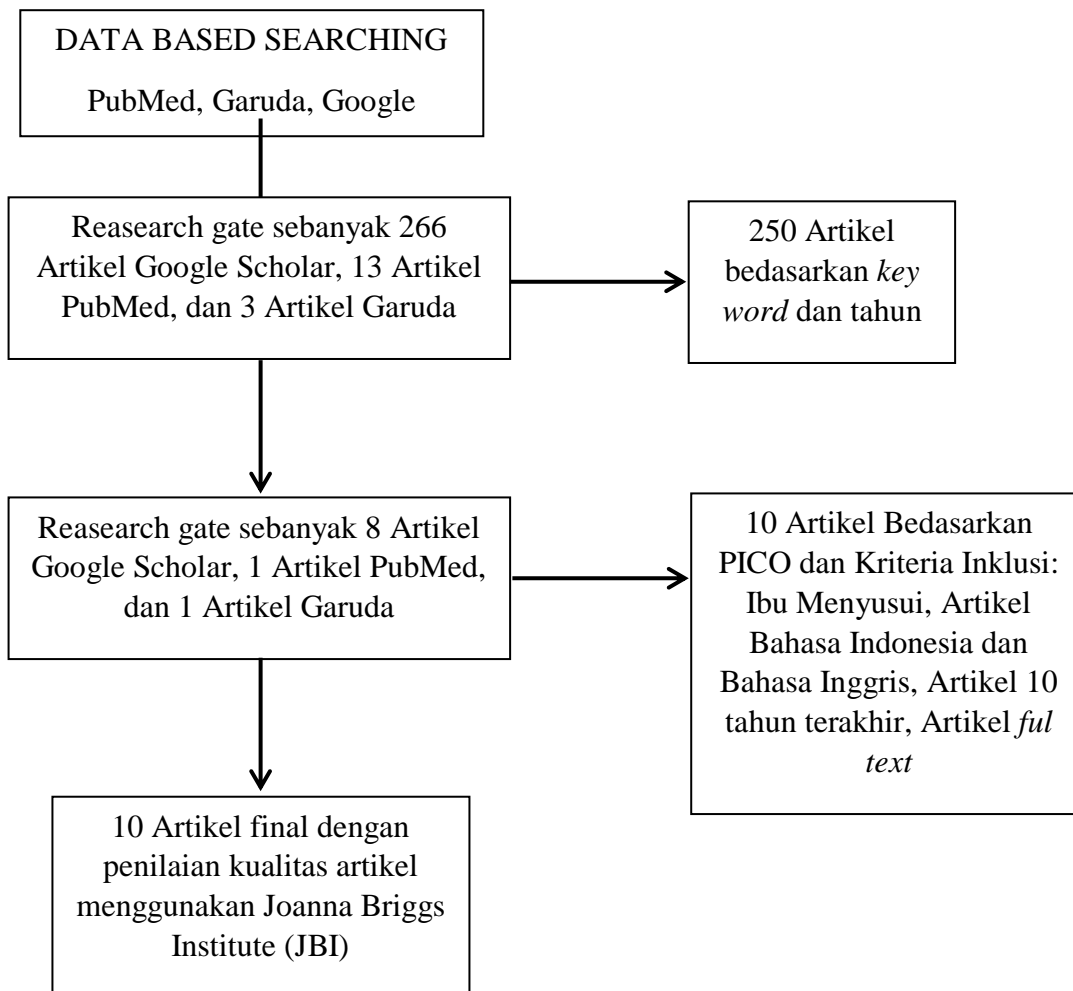 DATA BASED SEARCHING
PubMed, Garuda, Google
Reasearch gate sebanyak 266
Artikel Google Scholar, 13 Artikel
PubMed, dan 3 Artikel Garuda
250 Artikel
bedasarkan key
word dan tahun
Reasearch gate sebanyak 8 Artikel
Google Scholar, 1 Artikel PubMed,
dan 1 Artikel Garuda
10 Artikel Bedasarkan
PICO dan Kriteria Inklusi:
Ibu Menyusui, Artikel
Bahasa Indonesia dan
Bahasa Inggris, Artikel 10
tahun terakhir, Artikel ful
text
10 Artikel final dengan
penilaian kualitas artikel
menggunakan Joanna Briggs
Institute (JBI)